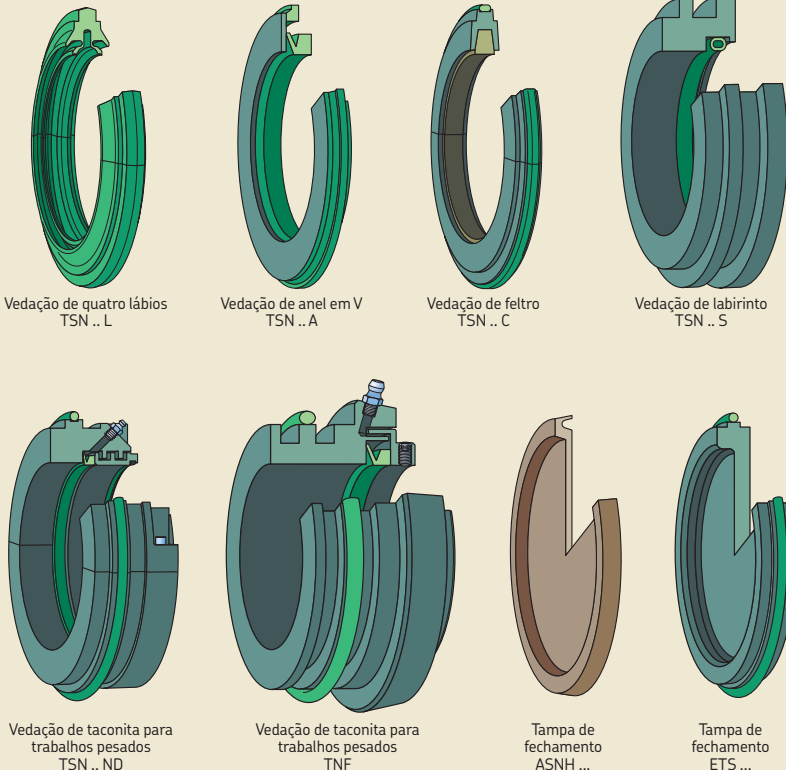 Vedação de quatro lábios
TSN .. L
Vedação de anel em V
TSN .. A
Vedação de feltro
TSN .. C
Vedação de labirinto
TSN .. S
Vedação de taconita para
trabalhos pesados
TSN .. ND
Vedação de taconita para
trabalhos pesados
TNF
Tampa de
fechamento
ASNH ...
Tampa de
fechamento
ETS ...